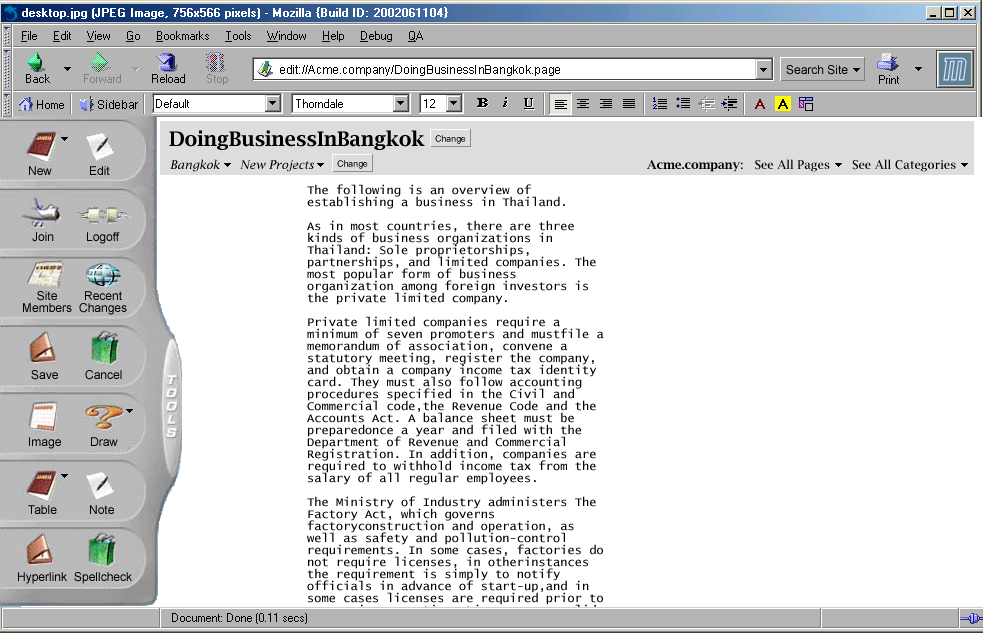 desktop.jpg (JPEG Image, 756x566 pixels) - Mozilla {Build ID: 2002061104}
File Edit View Go Bookmarks Tools Window Help Debug QA
Back Forward Reload Stop edit://Acme.company/DoingBusinessInBangkok.page Search Site Print
Home Sidebar Default Thorndale 12 B i U A A
DoingBusinessInBangkok Change
Bangkok New Projects Change Acme.company: See All Pages See All Categories
New Edit
Join Logoff
Site Members Recent Changes
Save Cancel
Image Draw
Table Note
Hyperlink Spellcheck
TOOLS
The following is an overview of
establishing a business in Thailand.
As in most countries, there are three
kinds of business organizations in
Thailand: Sole proprietorships,
partnerships, and limited companies. The
most popular form of business
organization among foreign investors is
the private limited company.
Private limited companies require a
minimum of seven promoters and mustfile a
memorandum of association, convene a
statutory meeting, register the company,
and obtain a company income tax identity
card. They must also follow accounting
procedures specified in the Civil and
Commercial code,the Revenue Code and the
Accounts Act. A balance sheet must be
preparedonce a year and filed with the
Department of Revenue and Commercial
Registration. In addition, companies are
required to withhold income tax from the
salary of all regular employees.
The Ministry of Industry administers The
Factory Act, which governs
factoryconstruction and operation, as
well as safety and pollution-control
requirements. In some cases, factories do
not require licenses, in otherinstances
the requirement is simply to notify
officials in advance of start-up,and in
some cases licenses are required prior to
Document: Done (0.11 secs)